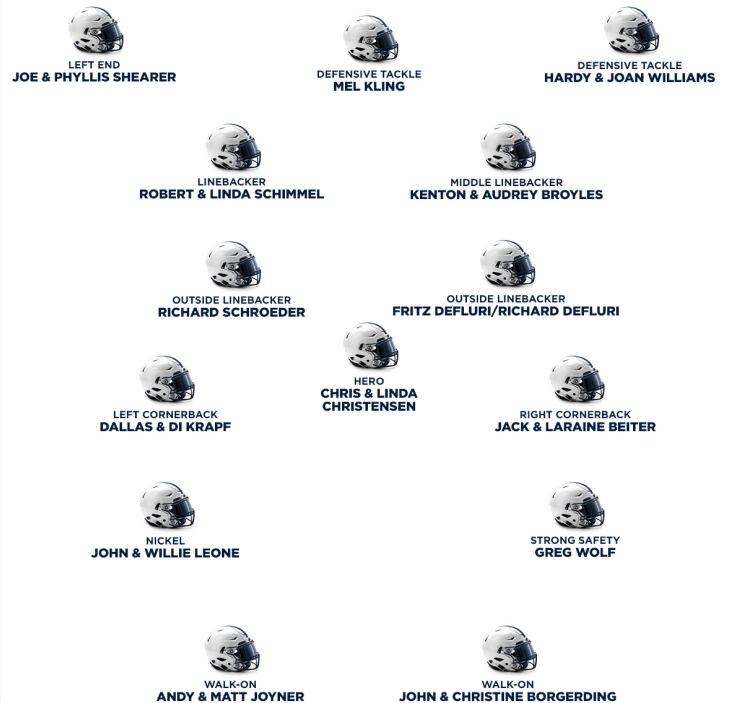 LEFT END
JOE & PHYLLIS SHEARER
DEFENSIVE TACKLE
MEL KLING
DEFENSIVE TACKLE
HARDY & JOAN WILLIAMS
LINEBACKER
ROBERT & LINDA SCHIMMEL
MIDDLE LINEBACKER
KENTON & AUDREY BROYLES
OUTSIDE LINEBACKER
RICHARD SCHROEDER
OUTSIDE LINEBACKER
FRITZ DEFLURI/RICHARD DEFLURI
HERO
CHRIS & LINDA
CHRISTENSEN
LEFT CORNERBACK
DALLAS & DI KRAPF
RIGHT CORNERBACK
JACK & LARAINE BEITER
NICKEL
JOHN & WILLIE LEONE
STRONG SAFETY
GREG WOLF
WALK-ON
ANDY & MATT JOYNER
WALK-ON
JOHN & CHRISTINE BORGERDING